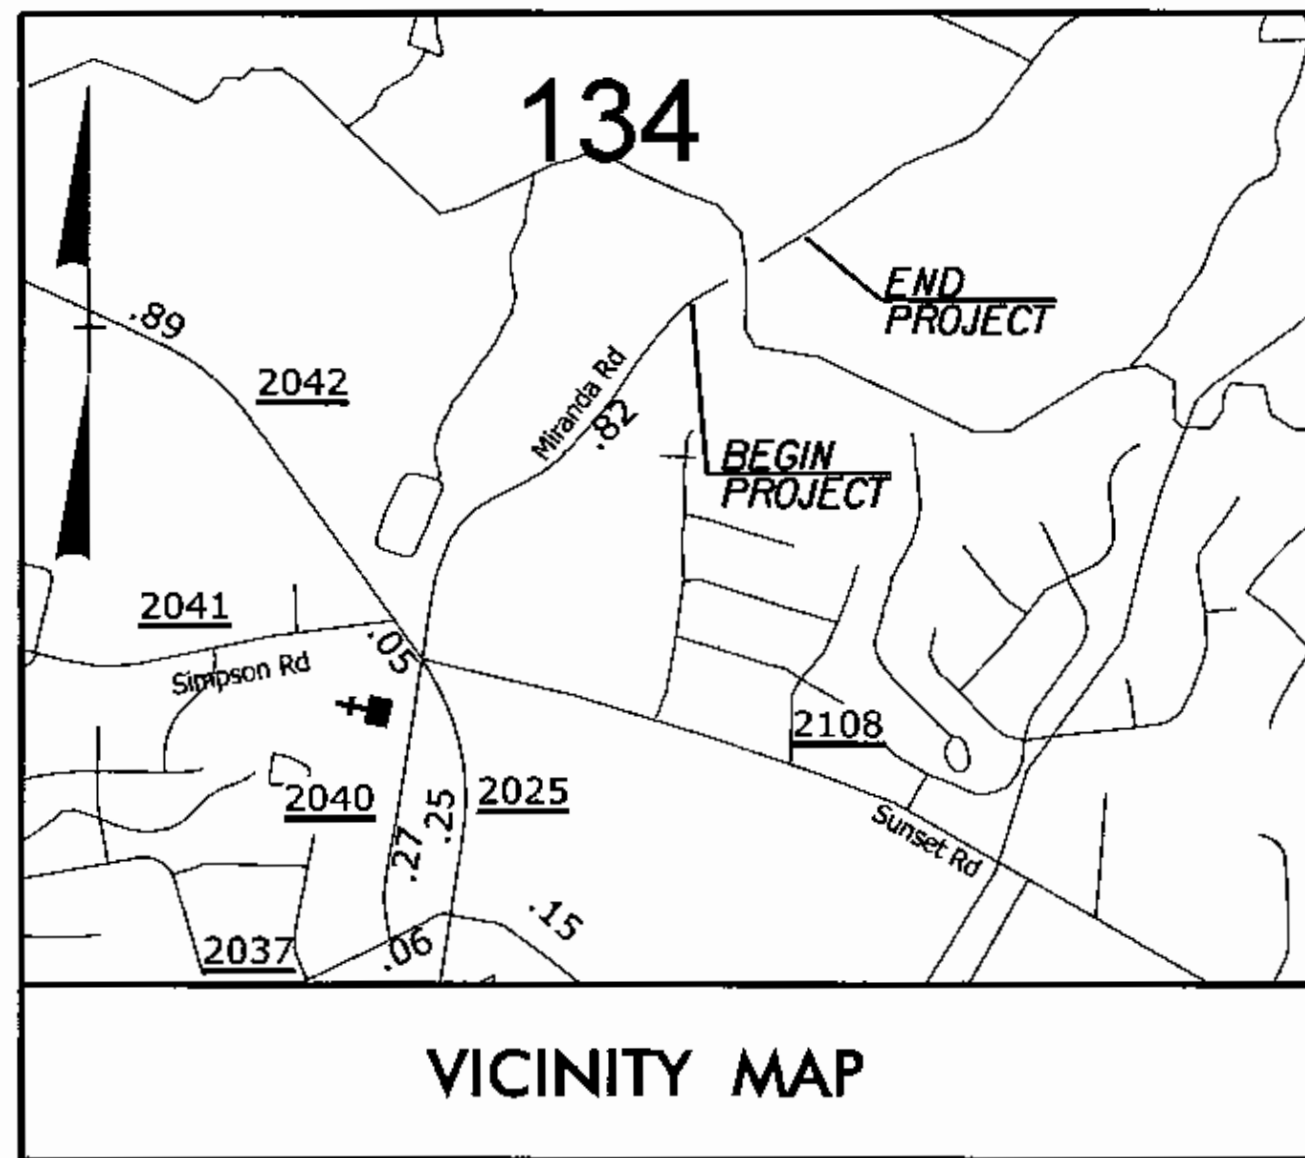 134
END
PROJECT
.89
2042
Miranda Rd
.82
BEGIN
PROJECT
2041
.05
Simpson Rd
2108
2040
.25
2025
Sunset Rd
.27
.15
2037
.06
VICINITY MAP